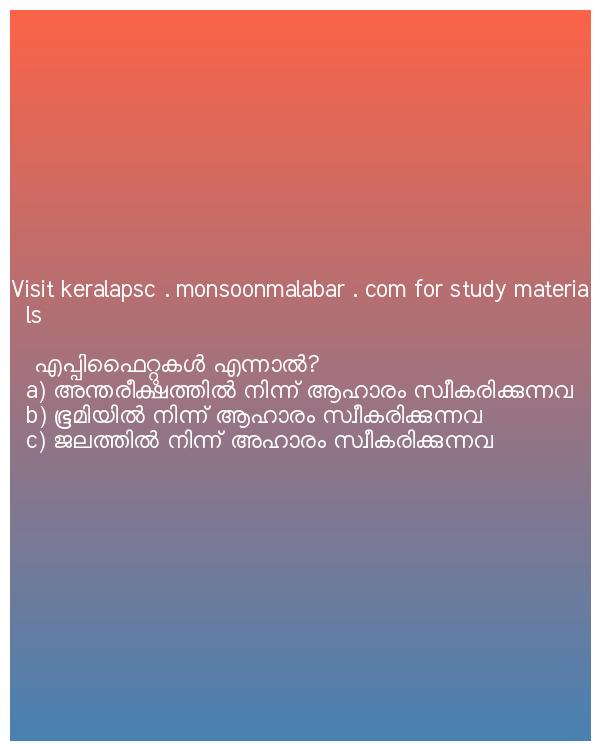 Visit keralapsc . monsoonmalabar . com for study materia
ls
എപ്പിഫൈറ്റുകൾ എന്നാൽ?
a) അന്തരീക്ഷത്തിൽ നിന്ന് ആഹാരം സ്വീകരിക്കുന്നവ
b) ഭൂമിയിൽ നിന്ന് ആഹാരം സ്വീകരിക്കുന്നവ
c) ജലത്തിൽ നിന്ന് അഹാരം സ്വീകരിക്കുന്നവ